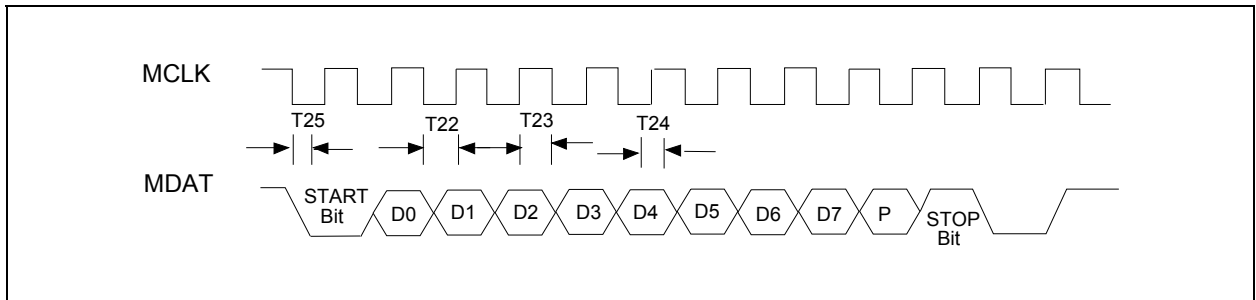 MCLK
T25 T22 T23 T24
MDAT
START Bit D0 D1 D2 D3 D4 D5 D6 D7 P STOP Bit